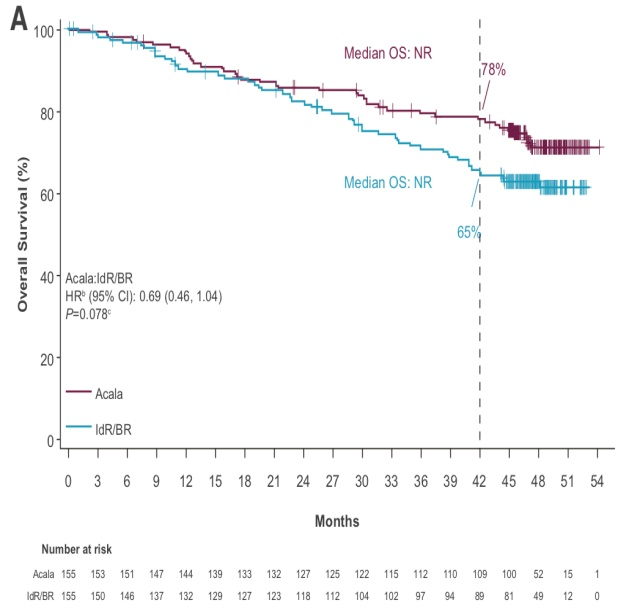 A
Overall Survival (%)
100
80
60
40
20
0
Median OS: NR
78%
Median OS: NR
65%
Acala:IdR/BR
HRᵇ (95% CI): 0.69 (0.46, 1.04)
P=0.078ᶜ
Acala
IdR/BR
0 3 6 9 12 15 18 21 24 27 30 33 36 39 42 45 48 51 54
Months
Number at risk
Acala 155 153 151 147 144 139 133 132 127 125 122 115 112 110 109 100 52 15 1
IdR/BR 155 150 146 137 132 129 127 123 118 112 104 102 97 94 89 81 49 12 0